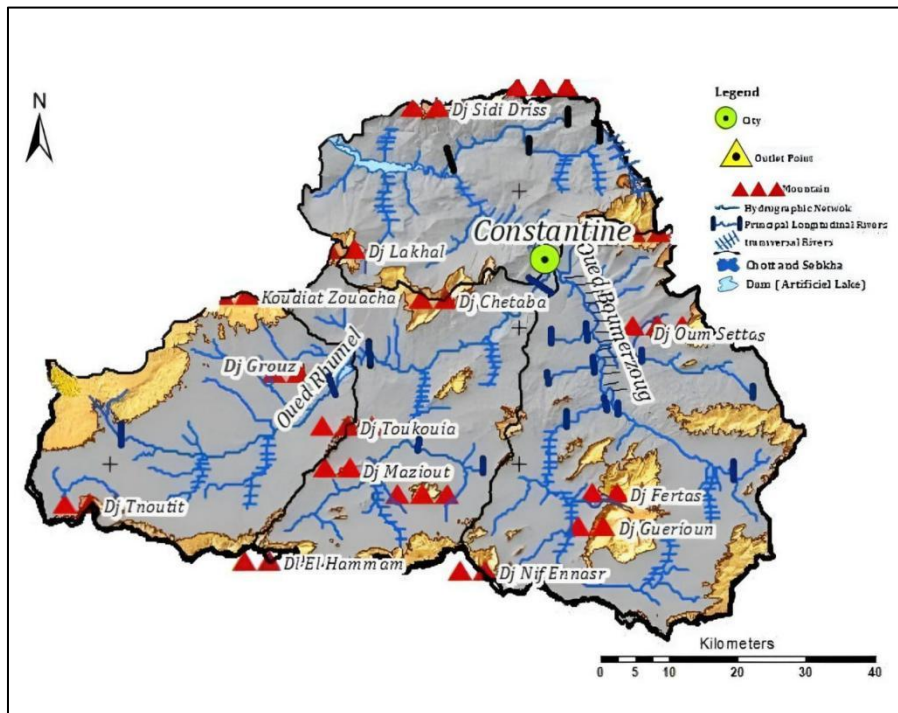 N
Dj Sidi Driss
Legend
City
Outlet Point
Mountain
Hydrographic Netwok
Principal Longitudinal Rivers
transversal Rivers
Chott and Sebkha
Dam (Artificiel Lake)
Constantine
Dj Lakhal
Koudiat Zouacha
Dj Chetaba
Oued Boumerzoug
Dj Oum Settas
Dj Grouz
Oued Rhumel
Dj Toukouia
Dj Maziout
Dj Fertas
Dj Tnoutit
Dj Guerioun
Dl El Hammam
Dj Nif Ennasr
Kilometers
0 5 10 20 30 40